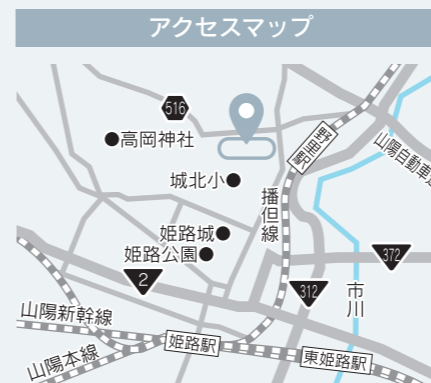 アクセスマップ
516
高岡神社
野里駅
山陽自動車道
城北小
播但線
姫路城
姫路公園
372
2
312
市川
山陽新幹線
姫路駅
東姫路駅
山陽本線